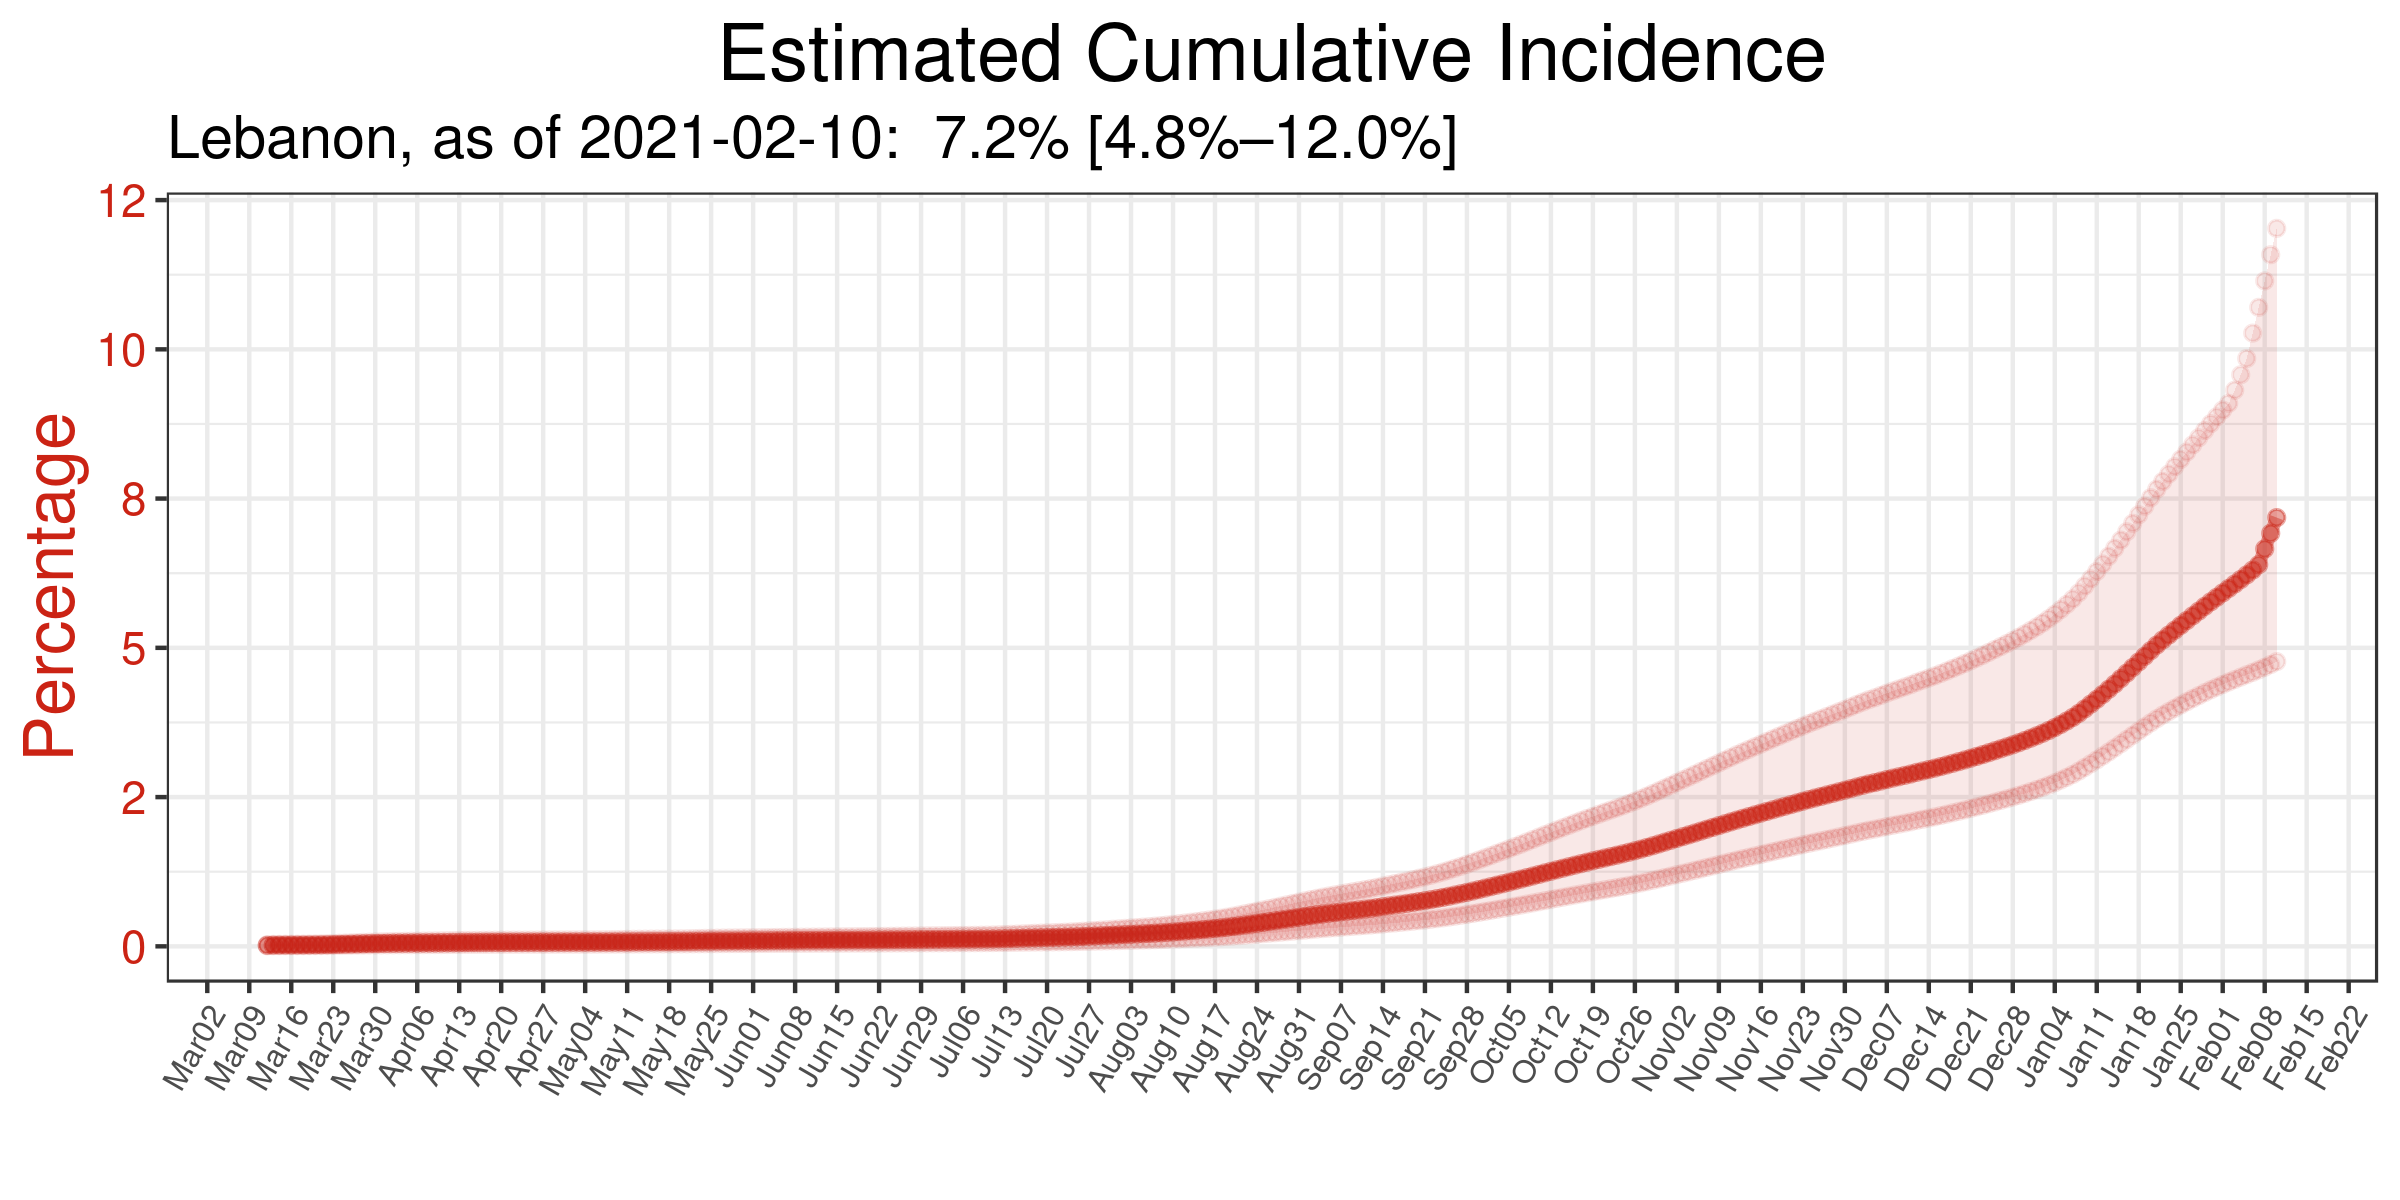 Estimated Cumulative Incidence
Lebanon, as of 2021-02-10:  7.2% [4.8%–12.0%]
Percentage
12
10
8
5
2
0
Mar02
Mar09
Mar16
Mar23
Mar30
Apr06
Apr13
Apr20
Apr27
May04
May11
May18
May25
Jun01
Jun08
Jun15
Jun22
Jun29
Jul06
Jul13
Jul20
Jul27
Aug03
Aug10
Aug17
Aug24
Aug31
Sep07
Sep14
Sep21
Sep28
Oct05
Oct12
Oct19
Oct26
Nov02
Nov09
Nov16
Nov23
Nov30
Dec07
Dec14
Dec21
Dec28
Jan04
Jan11
Jan18
Jan25
Feb01
Feb08
Feb15
Feb22